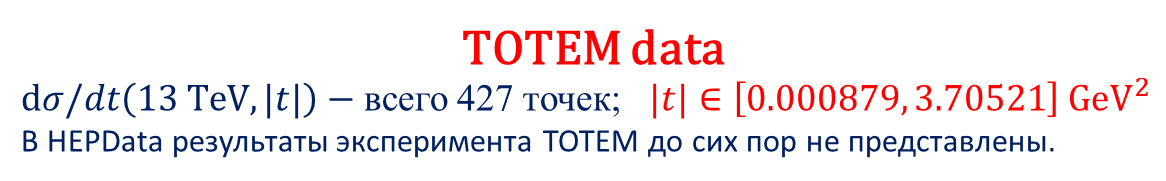 TOTEM data
d𝜎/𝑑𝑡(13 TeV, |𝑡|) − всего 427 точек; |𝑡| ∈ [0.000879, 3.70521] GeV²
В HEPData результаты эксперимента TOTEM до сих пор не представлены.